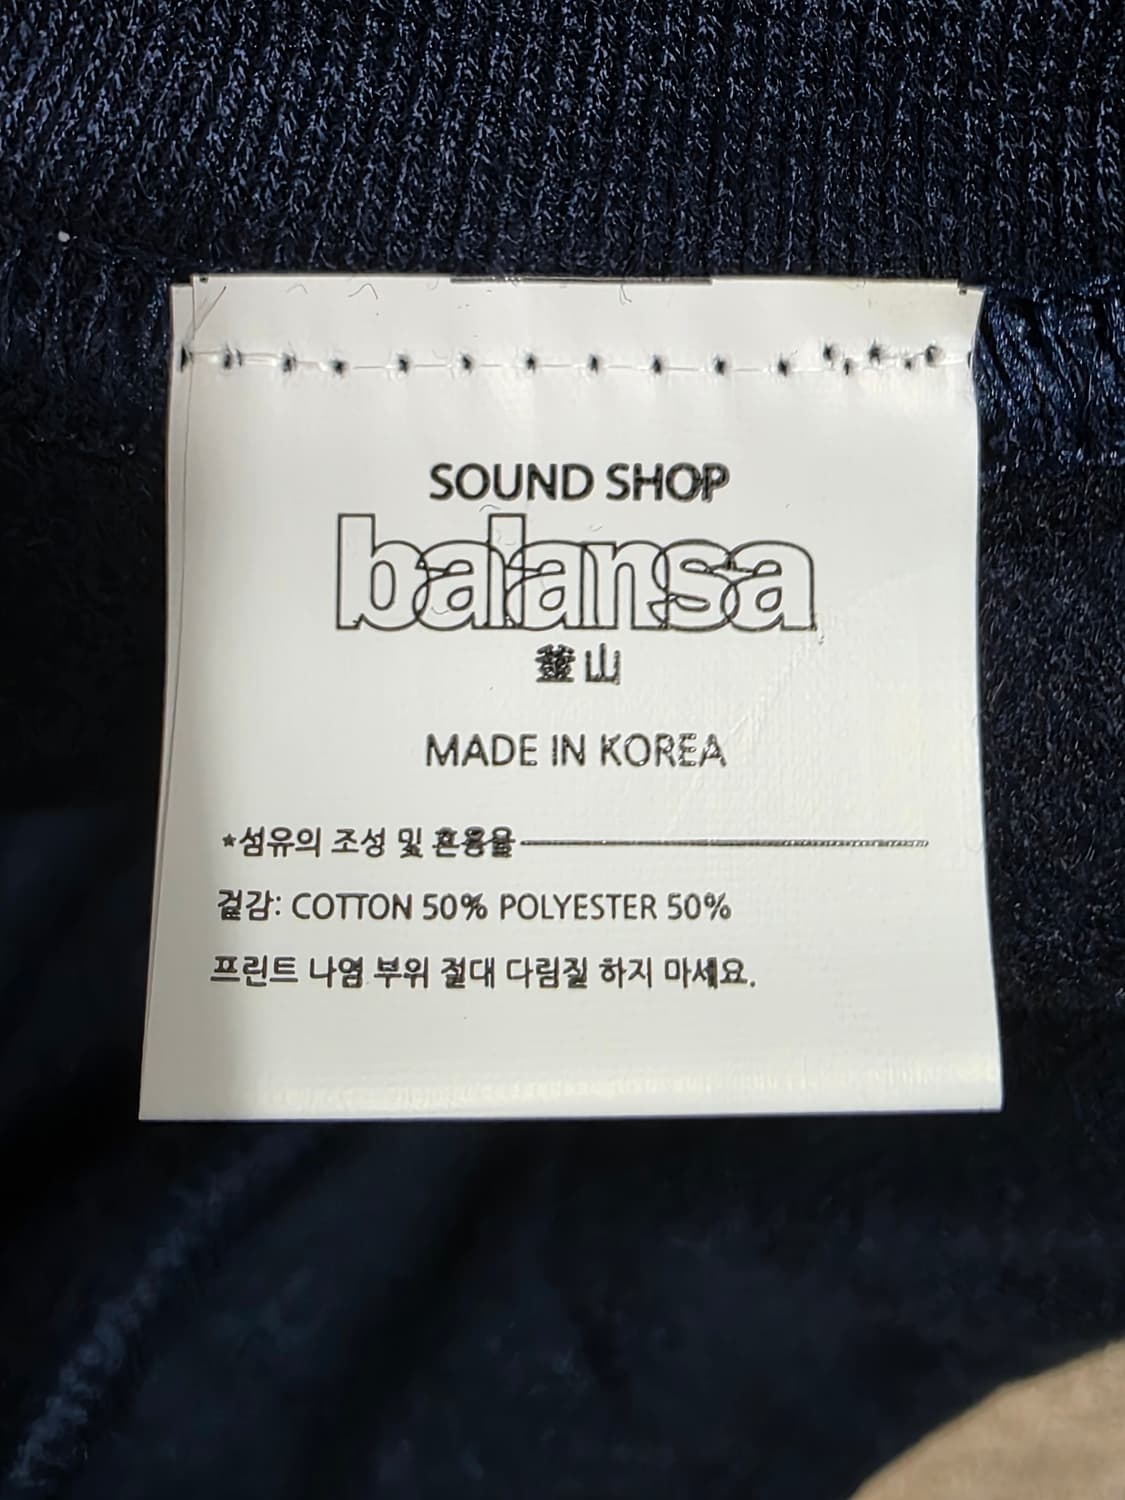 SOUND SHOP
balansa
釜山
MADE IN KOREA
*섬유의 조성 및 혼용율
겉감: COTTON 50% POLYESTER 50%
프린트 나염 부위 절대 다림질 하지 마세요.